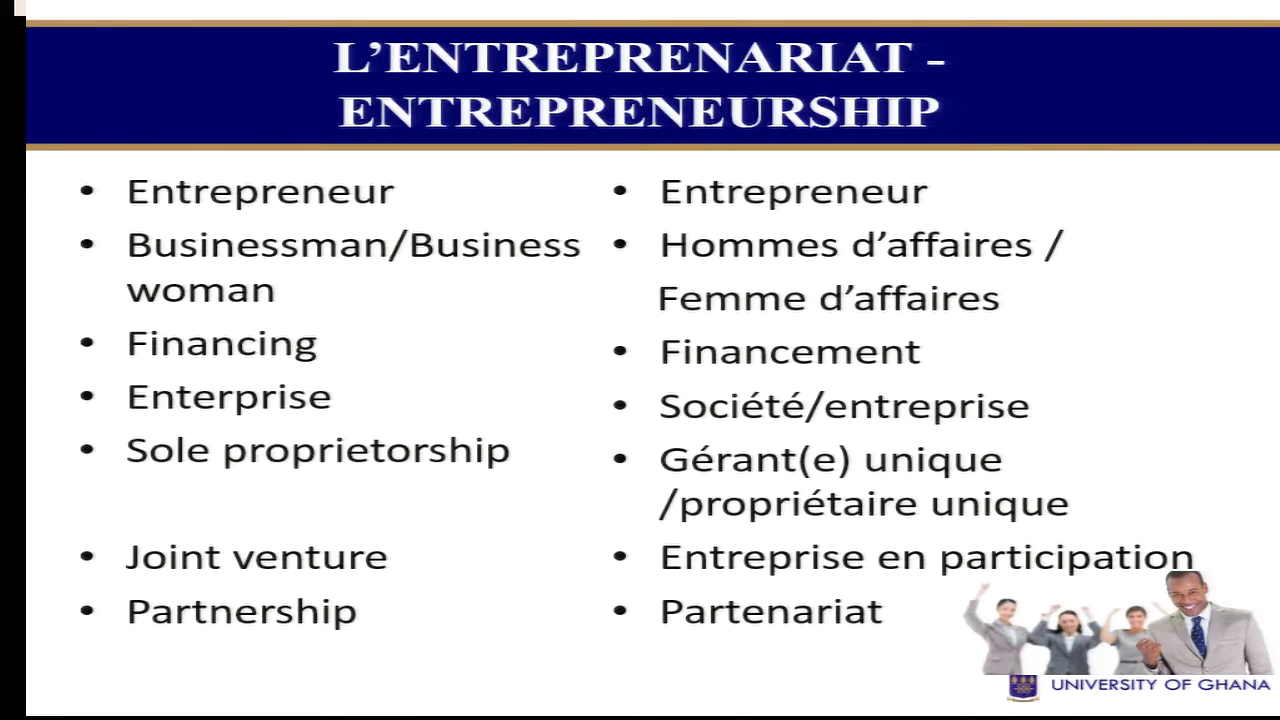 L’ENTREPRENARIAT -
ENTREPRENEURSHIP
• Entrepreneur
• Businessman/Business
woman
• Financing
• Enterprise
• Sole proprietorship
• Joint venture
• Partnership
• Entrepreneur
• Hommes d’affaires /
Femme d’affaires
• Financement
• Société/entreprise
• Gérant(e) unique
/propriétaire unique
• Entreprise en participation
• Partenariat
UNIVERSITY OF GHANA